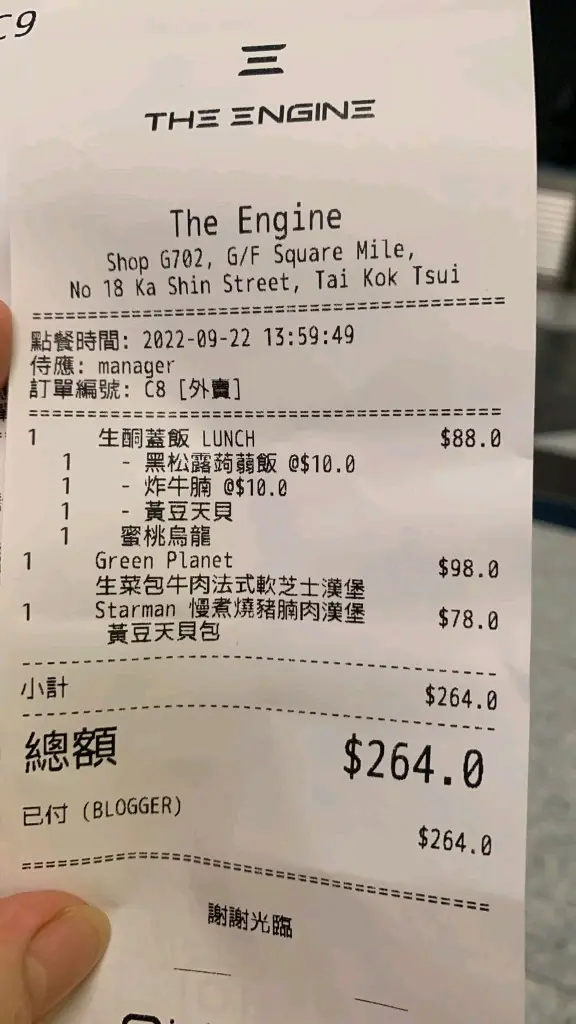 C9
THE ENGINE
The Engine
Shop G702, G/F Square Mile,
No 18 Ka Shin Street, Tai Kok Tsui
點餐時間: 2022-09-22 13:59:49
侍應: manager
訂單編號: C8 [外賣]
1 生酮蓋飯 LUNCH $88.0
1 - 黑松露蒟蒻飯 @$10.0
1 - 炸牛腩 @$10.0
1 - 黃豆天貝
1 蜜桃烏龍
1 Green Planet $98.0
生菜包牛肉法式軟芝士漢堡
1 Starman 慢煮燒豬腩肉漢堡 $78.0
黃豆天貝包
小計 $264.0
總額 $264.0
已付 (BLOGGER) $264.0
謝謝光臨